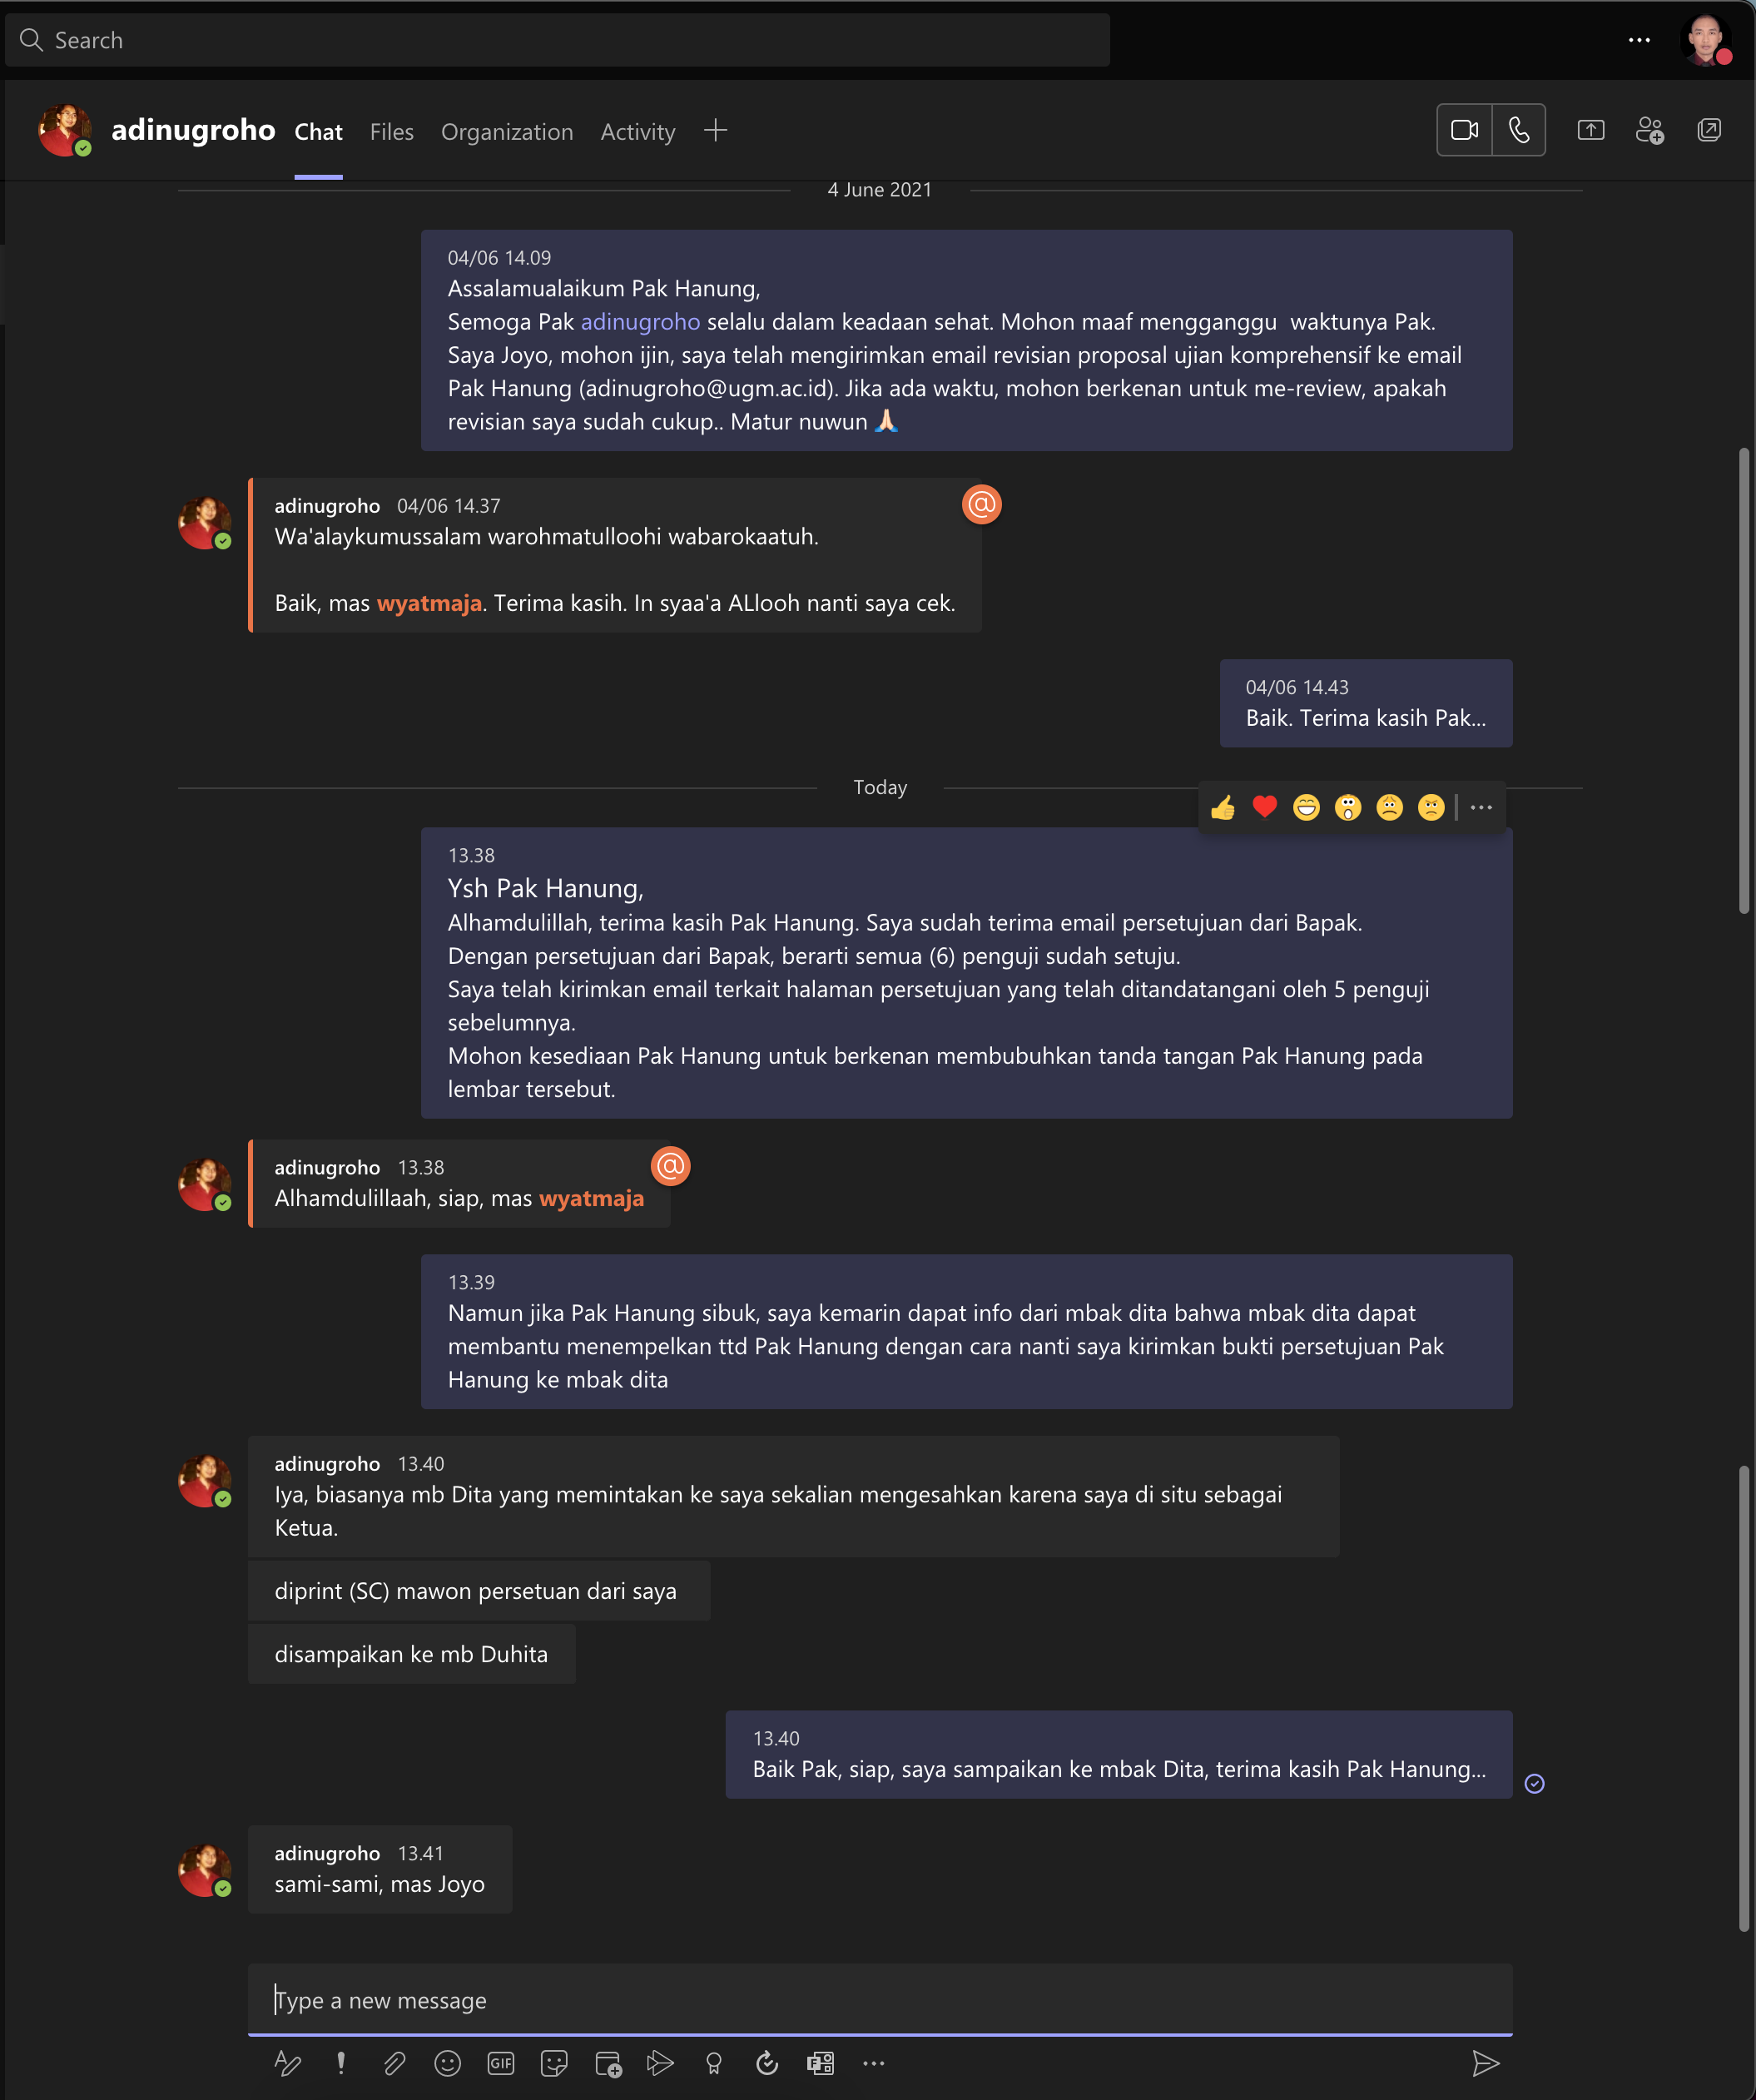 Search
adinugroho
Chat
Files
Organization
Activity
4 June 2021
04/06 14.09
Assalamualaikum Pak Hanung,
Semoga Pak adinugroho selalu dalam keadaan sehat. Mohon maaf mengganggu  waktunya Pak.
Saya Joyo, mohon ijin, saya telah mengirimkan email revisian proposal ujian komprehensif ke email
Pak Hanung (adinugroho@ugm.ac.id). Jika ada waktu, mohon berkenan untuk me-review, apakah
revisian saya sudah cukup.. Matur nuwun 🙏🏻
adinugroho 04/06 14.37
@
Wa'alaykumussalam warohmatulloohi wabarokaatuh.
Baik, mas wyatmaja. Terima kasih. In syaa'a ALlooh nanti saya cek.
04/06 14.43
Baik. Terima kasih Pak...
Today
13.38
Ysh Pak Hanung,
Alhamdulillah, terima kasih Pak Hanung. Saya sudah terima email persetujuan dari Bapak.
Dengan persetujuan dari Bapak, berarti semua (6) penguji sudah setuju.
Saya telah kirimkan email terkait halaman persetujuan yang telah ditandatangani oleh 5 penguji
sebelumnya.
Mohon kesediaan Pak Hanung untuk berkenan membubuhkan tanda tangan Pak Hanung pada
lembar tersebut.
adinugroho 13.38
@
Alhamdulillaah, siap, mas wyatmaja
13.39
Namun jika Pak Hanung sibuk, saya kemarin dapat info dari mbak dita bahwa mbak dita dapat
membantu menempelkan ttd Pak Hanung dengan cara nanti saya kirimkan bukti persetujuan Pak
Hanung ke mbak dita
adinugroho 13.40
Iya, biasanya mb Dita yang memintakan ke saya sekalian mengesahkan karena saya di situ sebagai
Ketua.
diprint (SC) mawon persetuan dari saya
disampaikan ke mb Duhita
13.40
Baik Pak, siap, saya sampaikan ke mbak Dita, terima kasih Pak Hanung...
adinugroho 13.41
sami-sami, mas Joyo
Type a new message
GIF